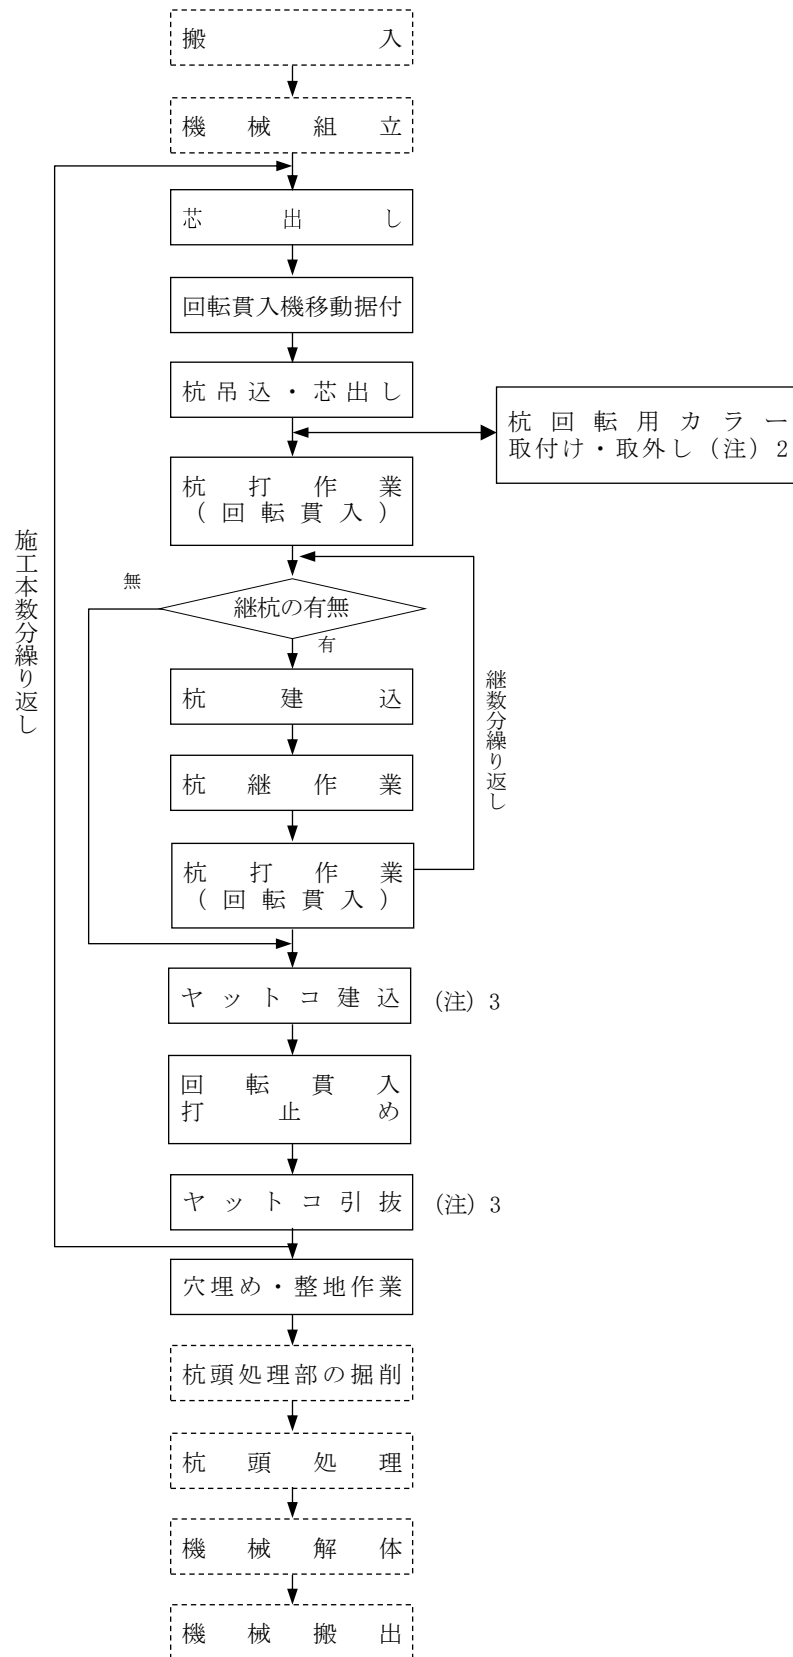 搬入
機械組立
芯出し
回転貫入機移動据付
杭吊込・芯出し
杭回転用カラー
取付け・取外し（注）２
杭打作業
（回転貫入）
継杭の有無
無
有
杭建込
杭継作業
杭打作業
（回転貫入）
継数分繰り返し
施工本数分繰り返し
ヤットコ建込
（注）３
回転貫入
打止め
ヤットコ引抜
（注）３
穴埋め・整地作業
杭頭処理部の掘削
杭頭処理
機械解体
機械搬出